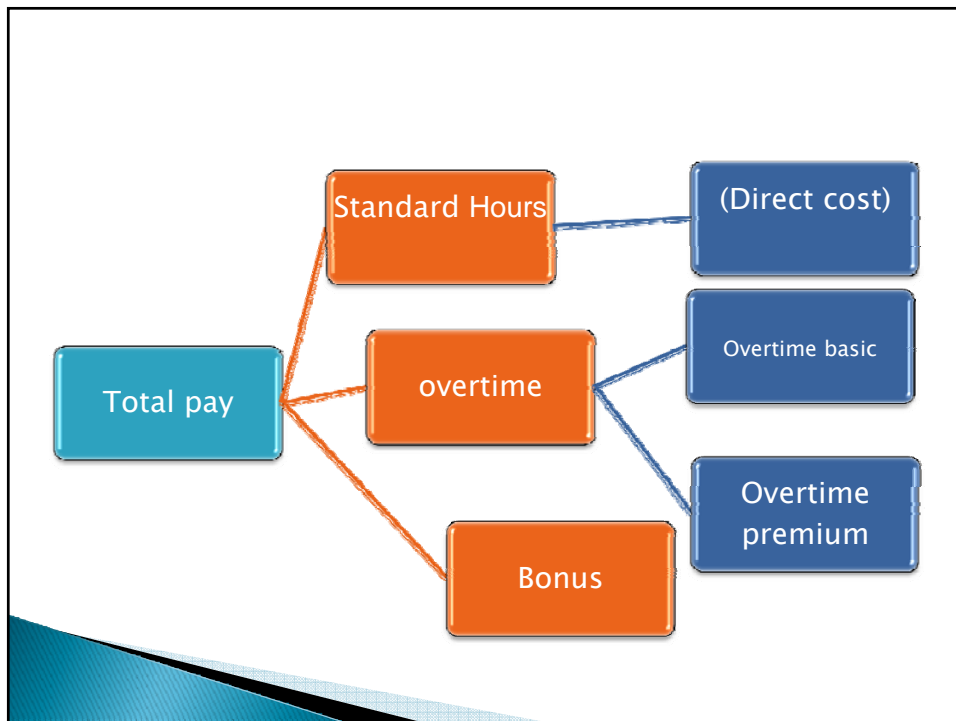 Standard Hours
(Direct cost)
Total pay
overtime
Overtime basic
Overtime
premium
Bonus